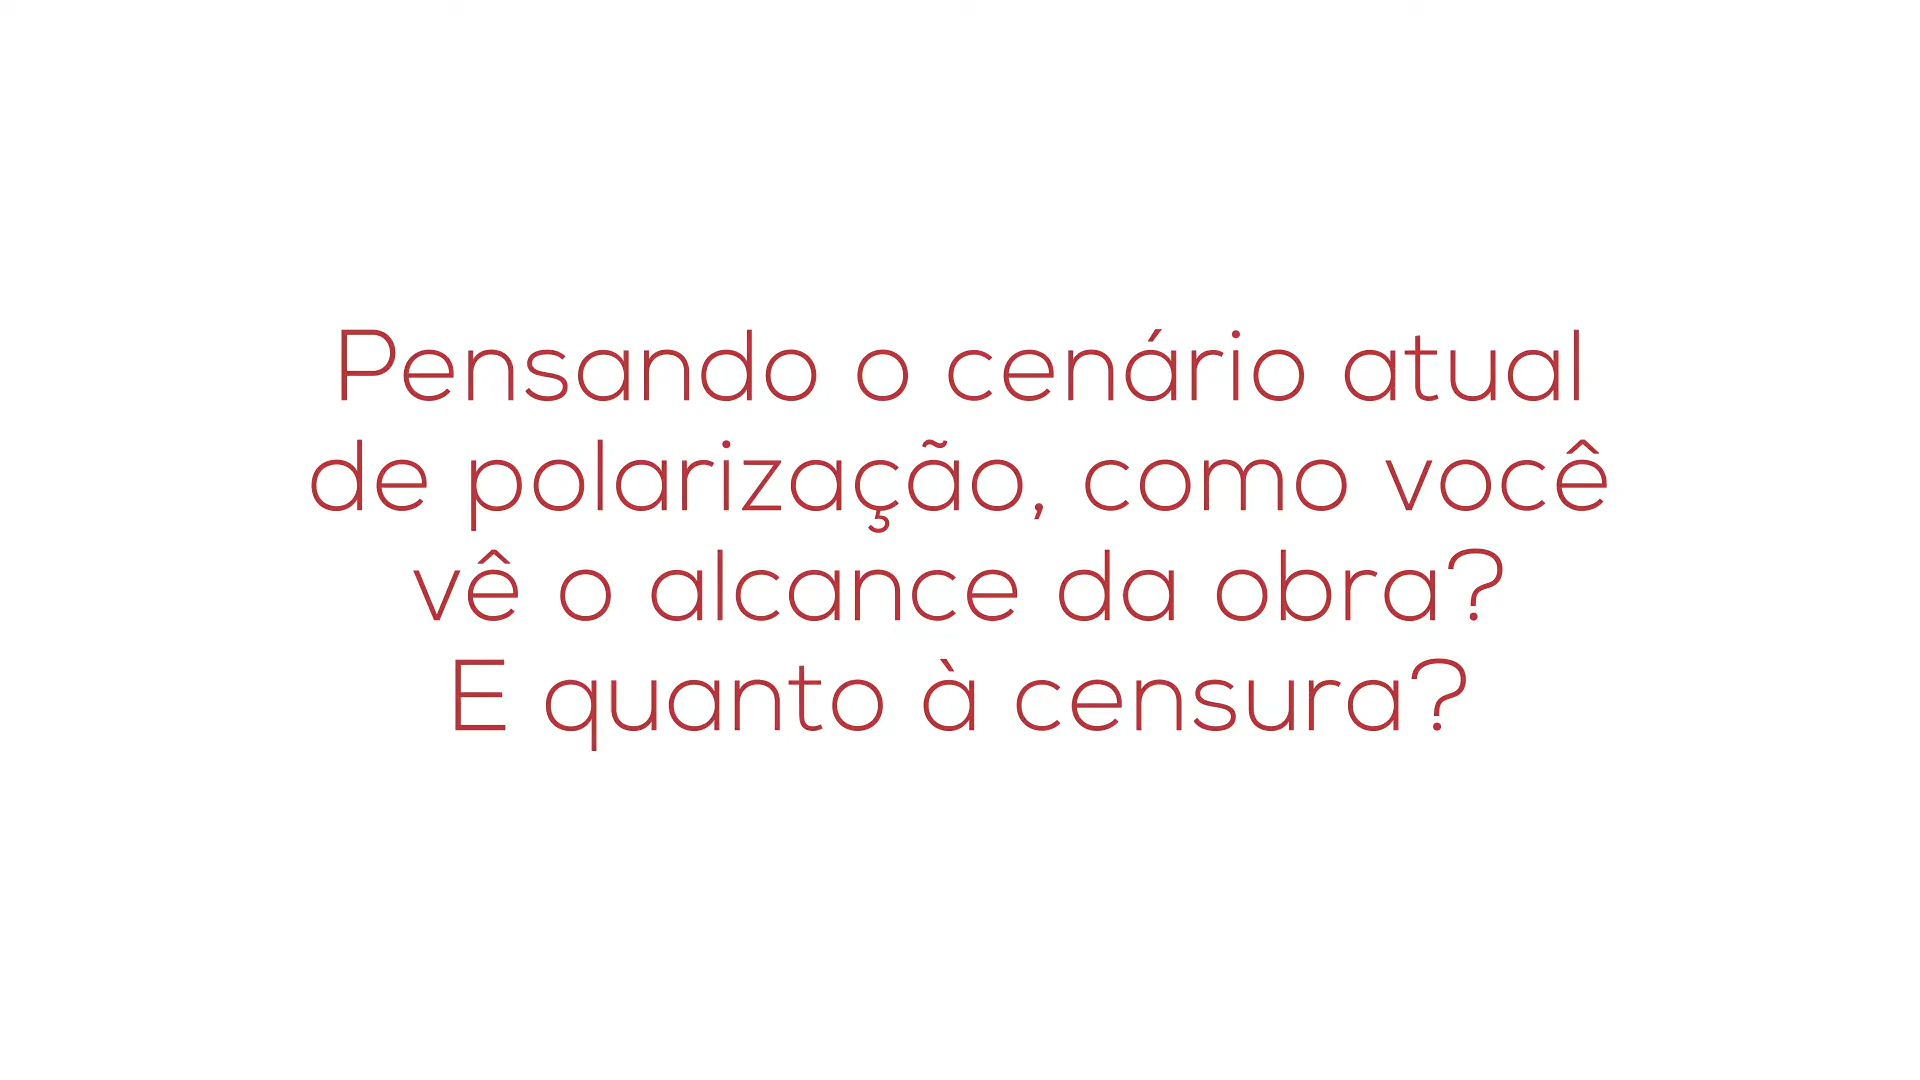 Pensando o cenário atual
de polarização, como você
vê o alcance da obra?
E quanto à censura?